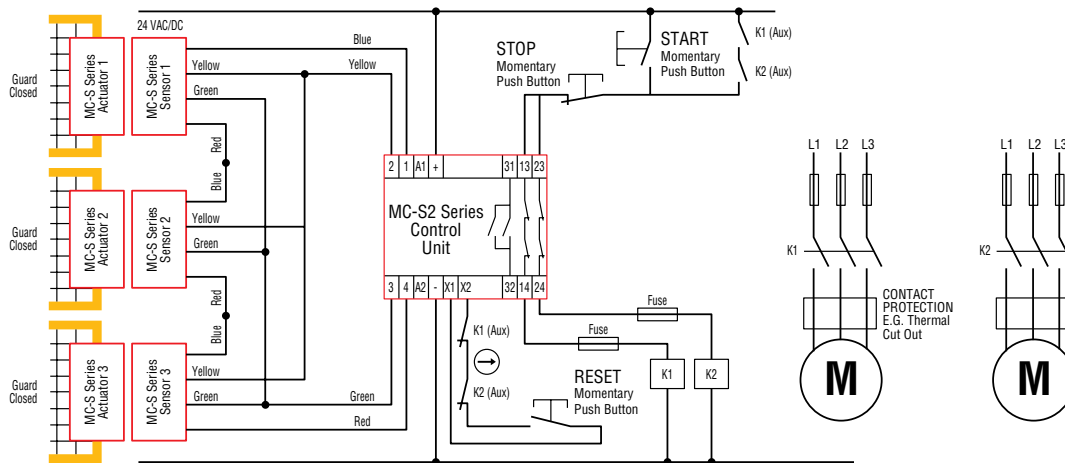 24 VAC/DC
Guard
Closed
MC-S Series
Actuator 1
MC-S Series
Sensor 1
Blue
Yellow
Yellow
Green
Red
Blue
Guard
Closed
MC-S Series
Actuator 2
MC-S Series
Sensor 2
Yellow
Green
Red
Blue
Guard
Closed
MC-S Series
Actuator 3
MC-S Series
Sensor 3
Yellow
Green
Green
Red
STOP
Momentary
Push Button
START
Momentary
Push Button
K1 (Aux)
K2 (Aux)
2 1 A1 + 31 13 23
MC-S2 Series
Control
Unit
3 4 A2 - X1 X2 32 14 24
K1 (Aux)
K2 (Aux)
RESET
Momentary
Push Button
Fuse
Fuse
K1
K2
L1 L2 L3
K1
CONTACT
PROTECTION
E.G. Thermal
Cut Out
M
L1 L2 L3
K2
M